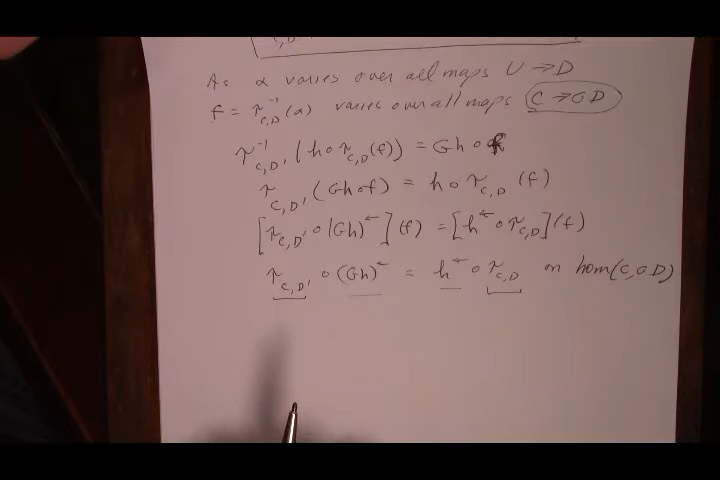 As α varies over all maps U → D
f = τ⁻¹_{C,D}(α) varies over all maps C → GD
τ⁻¹_{C,D'}(h∘τ_{C,D}(f)) = Gh∘f
τ_{C,D'}(Gh∘f) = h∘τ_{C,D}(f)
[τ_{C,D'}∘(Gh)^←](f) = [h^←∘τ_{C,D}](f)
τ_{C,D'}∘(Gh)^← = h^←∘τ_{C,D} on hom(C,GD)